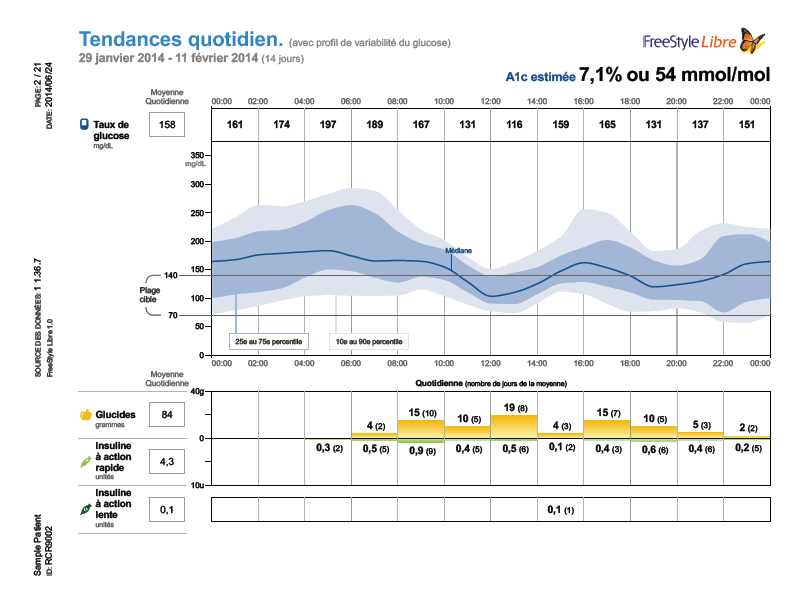 Tendances quotidien. (avec profil de variabilité du glucose)
29 janvier 2014 - 11 février 2014 (14 jours)
FreeStyle Libre
A1c estimée 7,1% ou 54 mmol/mol
PAGE: 2 / 21
DATE: 2014/06/24
SOURCE DES DONNÉES: 1 1.36.7
FreeStyle Libre 1.0
Sample Patient
ID: RCR9002
Moyenne
Quotidienne
00:00 02:00 04:00 06:00 08:00 10:00 12:00 14:00 16:00 18:00 20:00 22:00 00:00
Taux de
glucose
mg/dL
158
161 174 197 189 167 131 116 159 165 131 137 151
350
mg/dL
300
250
200
150
140
Plage
cible
100
70
50
0
Médiane
25e au 75e percentile
10e au 90e percentile
00:00 02:00 04:00 06:00 08:00 10:00 12:00 14:00 16:00 18:00 20:00 22:00 00:00
Moyenne
Quotidienne
Quotidienne (nombre de jours de la moyenne)
40g
Glucides
grammes
84
4 (2) 15 (10) 10 (5) 19 (8) 4 (3) 15 (7) 10 (5) 5 (3) 2 (2)
0
Insuline
à action
rapide
unités
4,3
0,3 (2) 0,5 (5) 0,9 (9) 0,4 (5) 0,5 (6) 0,1 (2) 0,4 (3) 0,6 (6) 0,4 (6) 0,2 (5)
10u
Insuline
à action
lente
unités
0,1
0,1 (1)